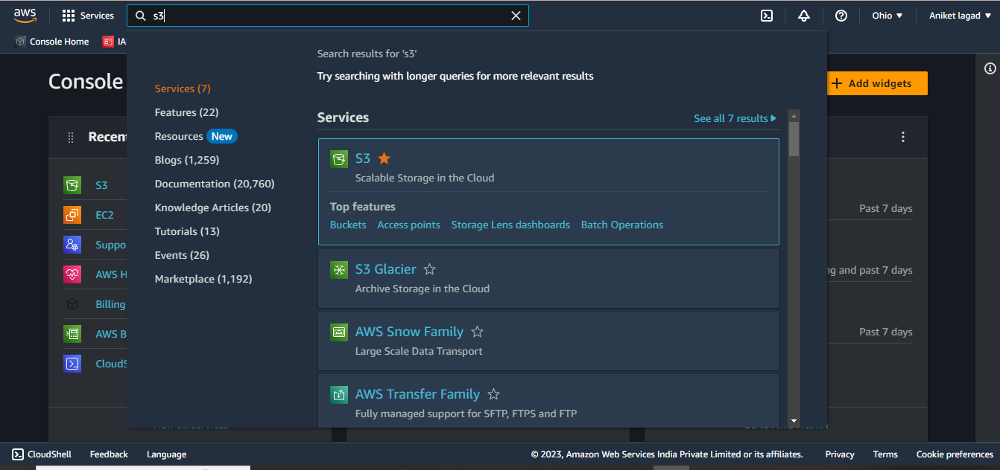 aws
Services
s3
Ohio
Aniket lagad
Console Home
IA
Console
Add widgets
Search results for 's3'
Try searching with longer queries for more relevant results
Services (7)
Features (22)
Resources New
Blogs (1,259)
Documentation (20,760)
Knowledge Articles (20)
Tutorials (13)
Events (26)
Marketplace (1,192)
Services
See all 7 results
S3
Scalable Storage in the Cloud
Top features
Buckets Access points Storage Lens dashboards Batch Operations
S3 Glacier
Archive Storage in the Cloud
AWS Snow Family
Large Scale Data Transport
AWS Transfer Family
Fully managed support for SFTP, FTPS and FTP
Recent
S3
EC2
Suppo
AWS H
Billing
AWS B
CloudS
Past 7 days
ng and past 7 days
Past 7 days
CloudShell Feedback Language
© 2023, Amazon Web Services India Private Limited or its affiliates. Privacy Terms Cookie preferences